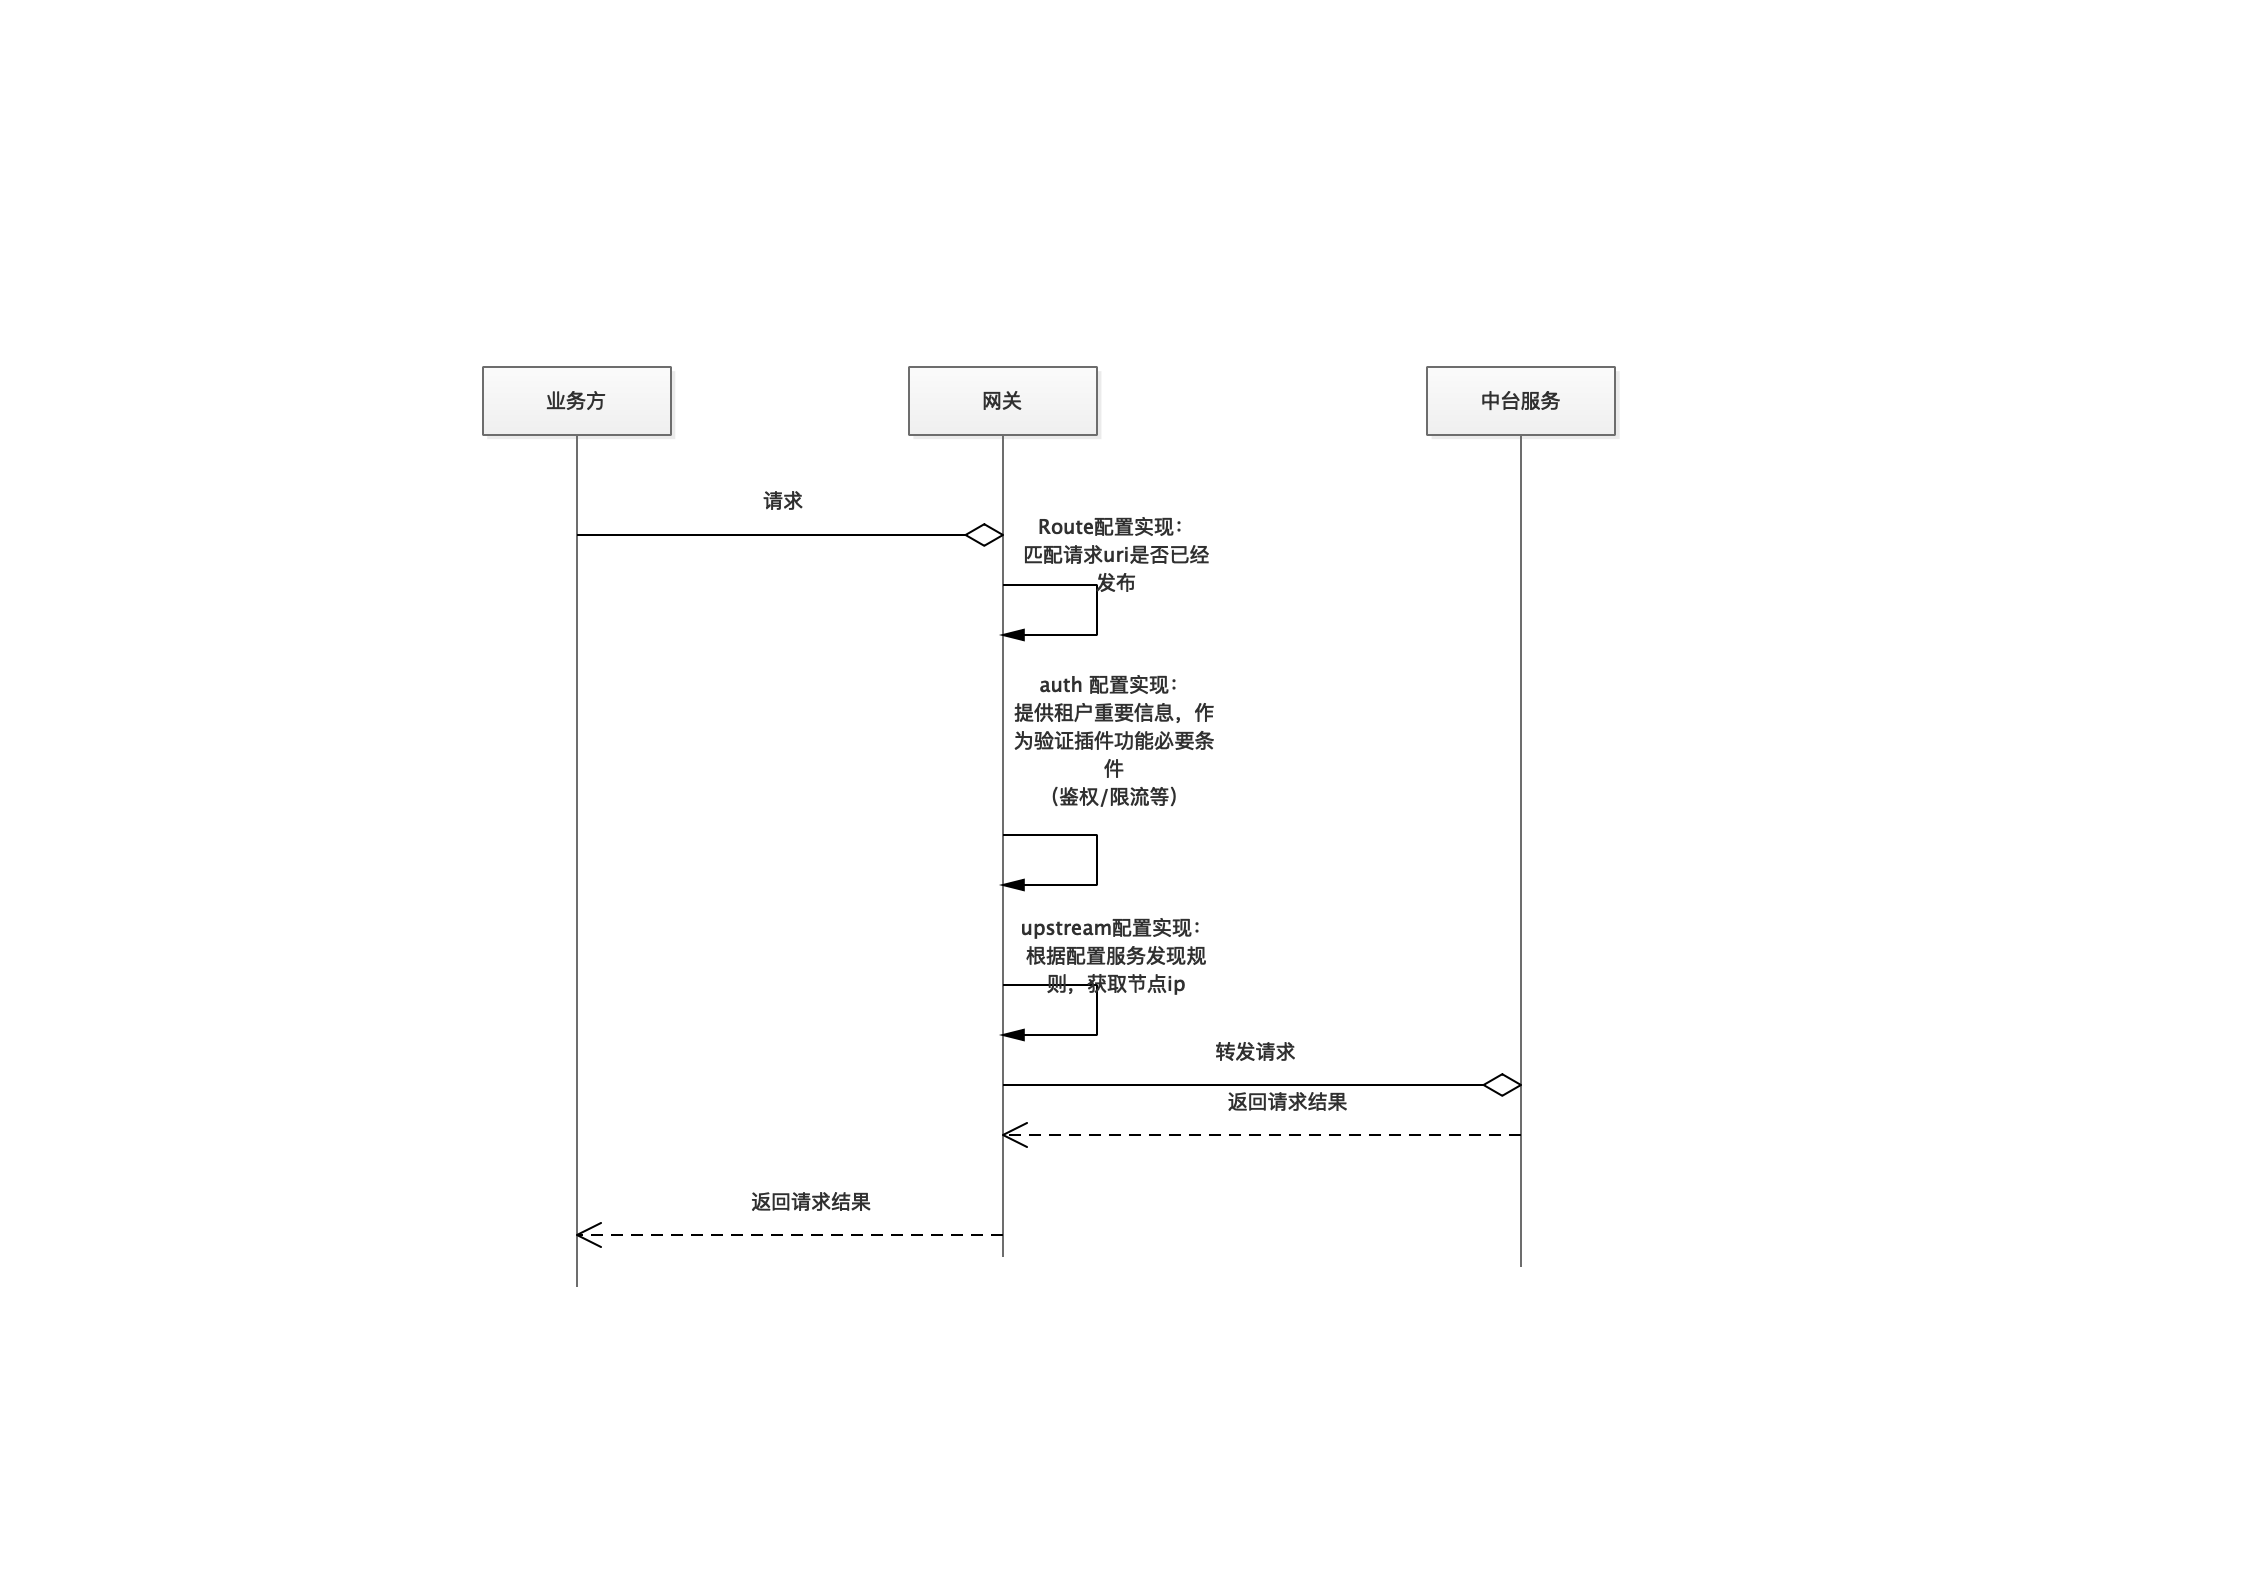 业务方
网关
中台服务
请求
Route配置实现：
匹配请求uri是否已经
发布
auth 配置实现：
提供租户重要信息，作
为验证插件功能必要条
件
（鉴权/限流等）
upstream配置实现：
根据配置服务发现规
则，获取节点ip
转发请求
返回请求结果
返回请求结果